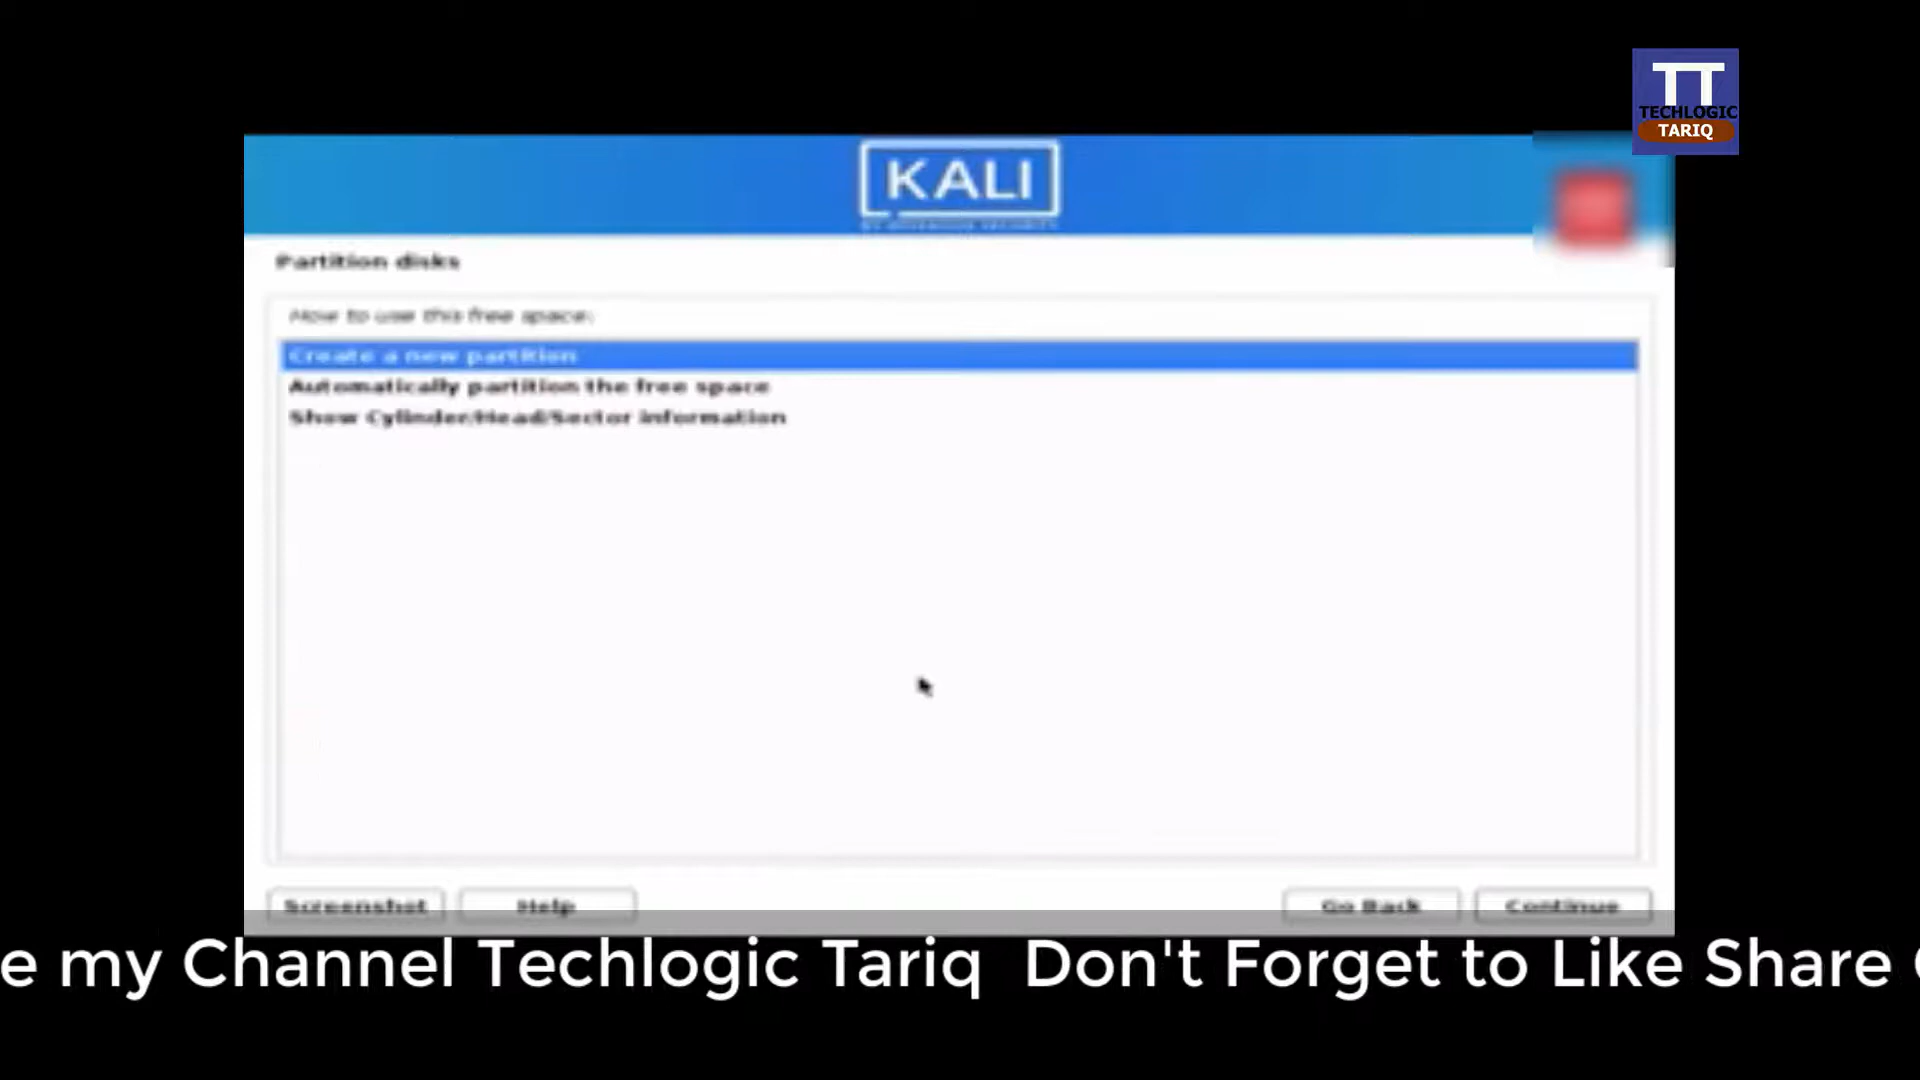 TT
TECHLOGIC
TARIQ
KALI
Partition disks
How to use this free space:
Create a new partition
Automatically partition the free space
Show Cylinder/Head/Sector information
Screenshot
Help
Go Back
Continue
e my Channel Techlogic Tariq Don't Forget to Like Share